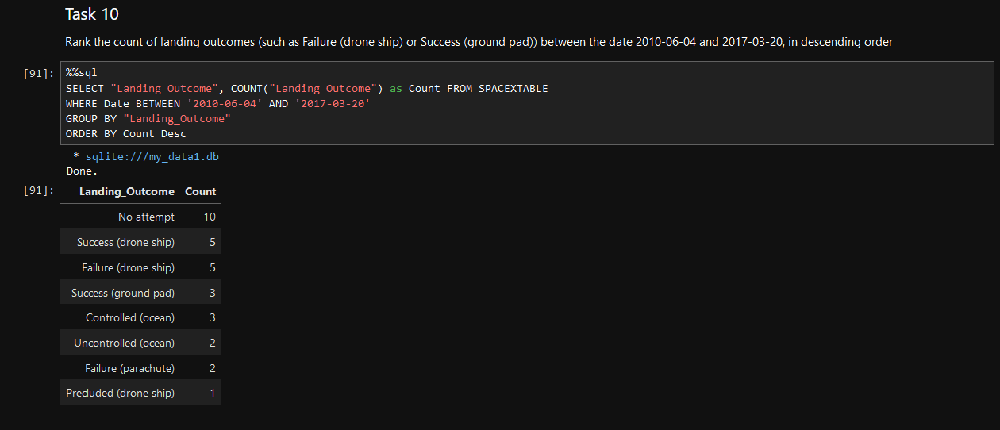 Task 10
Rank the count of landing outcomes (such as Failure (drone ship) or Success (ground pad)) between the date 2010-06-04 and 2017-03-20, in descending order
[91]: %%sql
SELECT "Landing_Outcome", COUNT("Landing_Outcome") as Count FROM SPACEXTABLE
WHERE Date BETWEEN '2010-06-04' AND '2017-03-20'
GROUP BY "Landing_Outcome"
ORDER BY Count Desc
* sqlite:///my_data1.db
Done.
[91]: Landing_Outcome Count
No attempt 10
Success (drone ship) 5
Failure (drone ship) 5
Success (ground pad) 3
Controlled (ocean) 3
Uncontrolled (ocean) 2
Failure (parachute) 2
Precluded (drone ship) 1